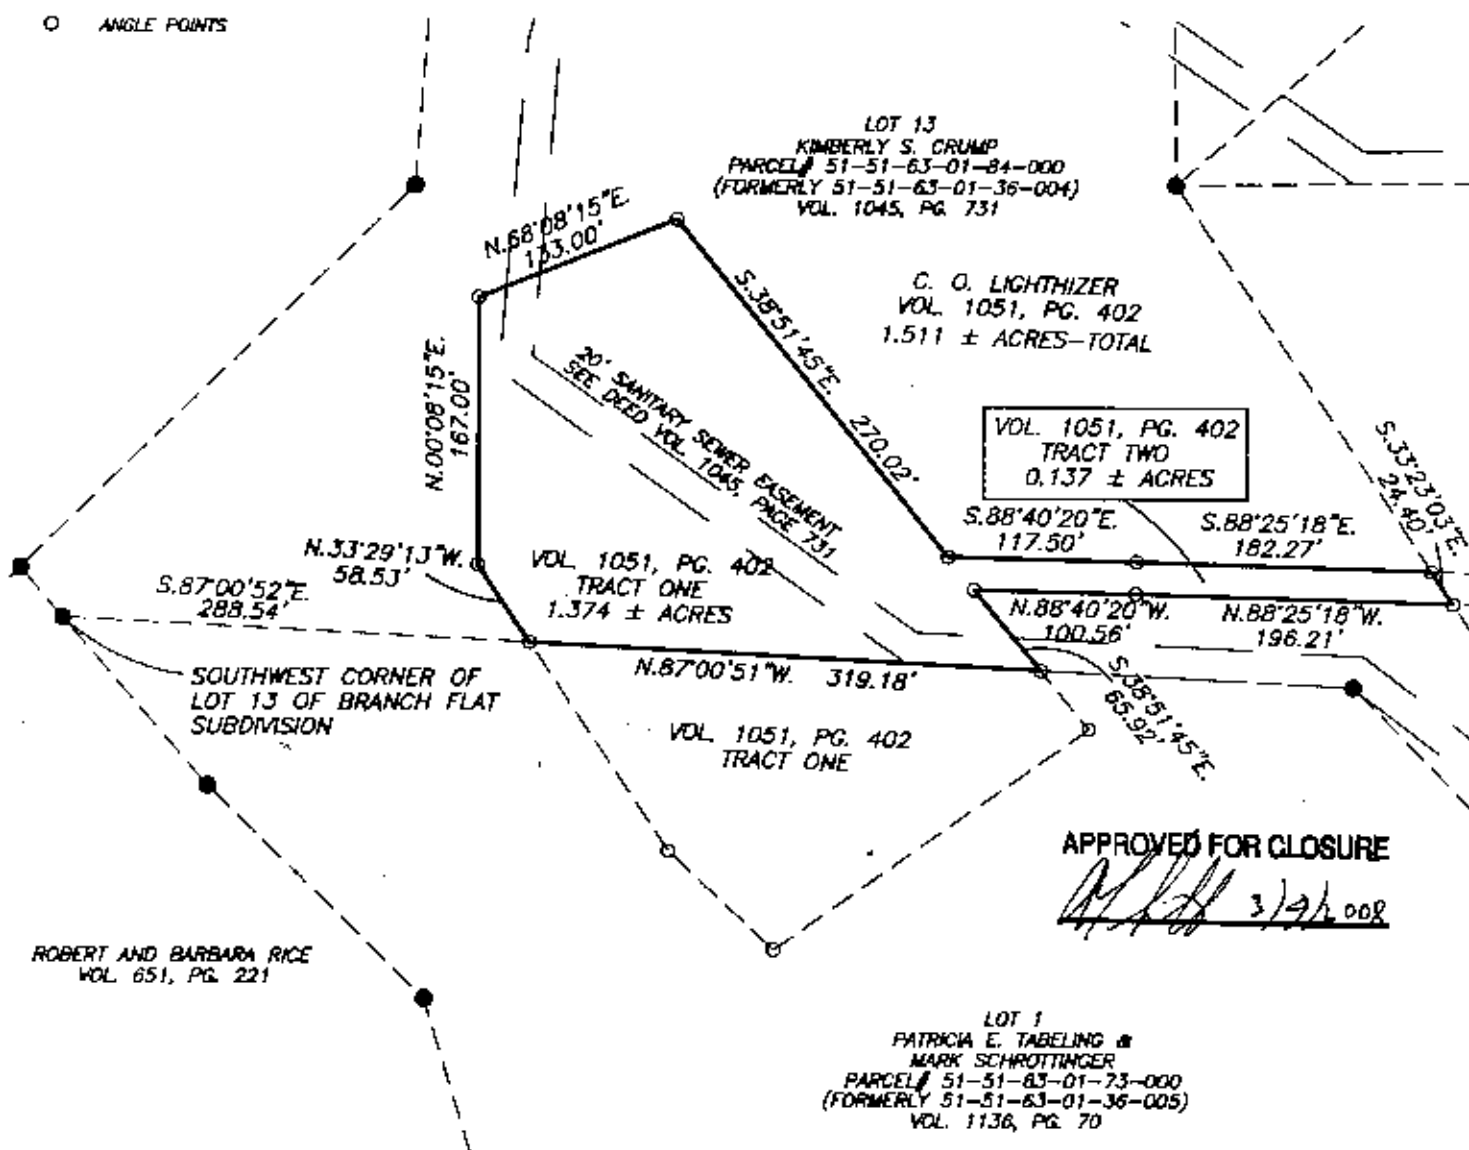 ANGLE POINTS
LOT 13
KIMBERLY S. CRUMP
PARCEL# 51-51-63-01-84-000
(FORMERLY 51-51-63-01-36-004)
VOL. 1045, PG. 731
N.68°08'15"E.
133.00'
C. O. LIGHTHIZER
VOL. 1051, PG. 402
1.511 ± ACRES-TOTAL
S.38°51'45"E. 270.02'
N.00°08'15"E.
167.00'
20' SANITARY SEWER EASEMENT
SEE DEED VOL. 1045, PAGE 731
VOL. 1051, PG. 402
TRACT TWO
0.137 ± ACRES
S.33°23'03"E.
24.40'
S.88°40'20"E.
117.50'
S.88°25'18"E.
182.27'
N.33°29'13"W.
58.53'
VOL. 1051, PG. 402
TRACT ONE
1.374 ± ACRES
S.87°00'52"E.
288.54'
N.88°40'20"W.
100.56'
N.88°25'18"W.
196.21'
SOUTHWEST CORNER OF
LOT 13 OF BRANCH FLAT
SUBDIVISION
N.87°00'51"W. 319.18'
S.38°51'45"E.
65.92'
VOL. 1051, PG. 402
TRACT ONE
APPROVED FOR CLOSURE
3/4/2008
ROBERT AND BARBARA RICE
VOL. 651, PG. 221
LOT 1
PATRICIA E. TABELING &
MARK SCHROTTINGER
PARCEL# 51-51-63-01-73-000
(FORMERLY 51-51-63-01-36-005)
VOL. 1136, PG. 70